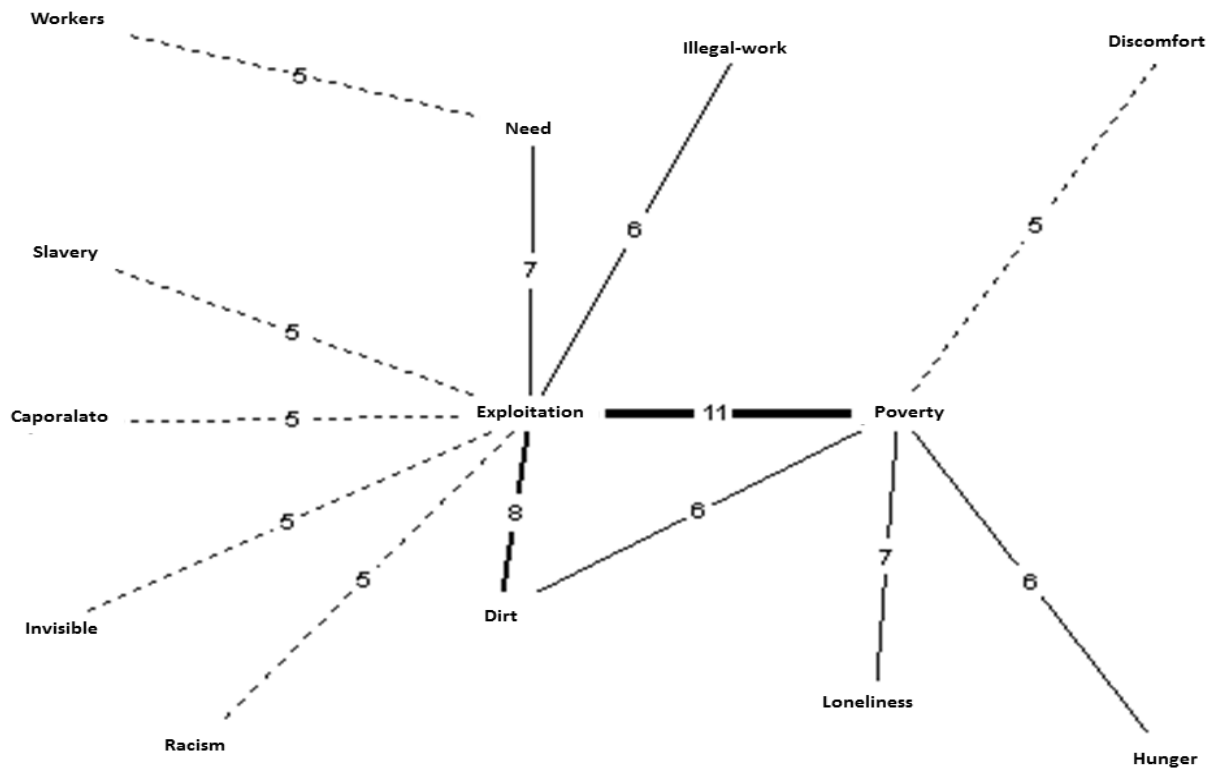 Workers
Illegal-work
Discomfort
5
Need
5
6
Slavery
7
5
Caporalato
5
Exploitation
11
Poverty
5
8
6
5
7
6
Invisible
Dirt
Loneliness
Racism
Hunger